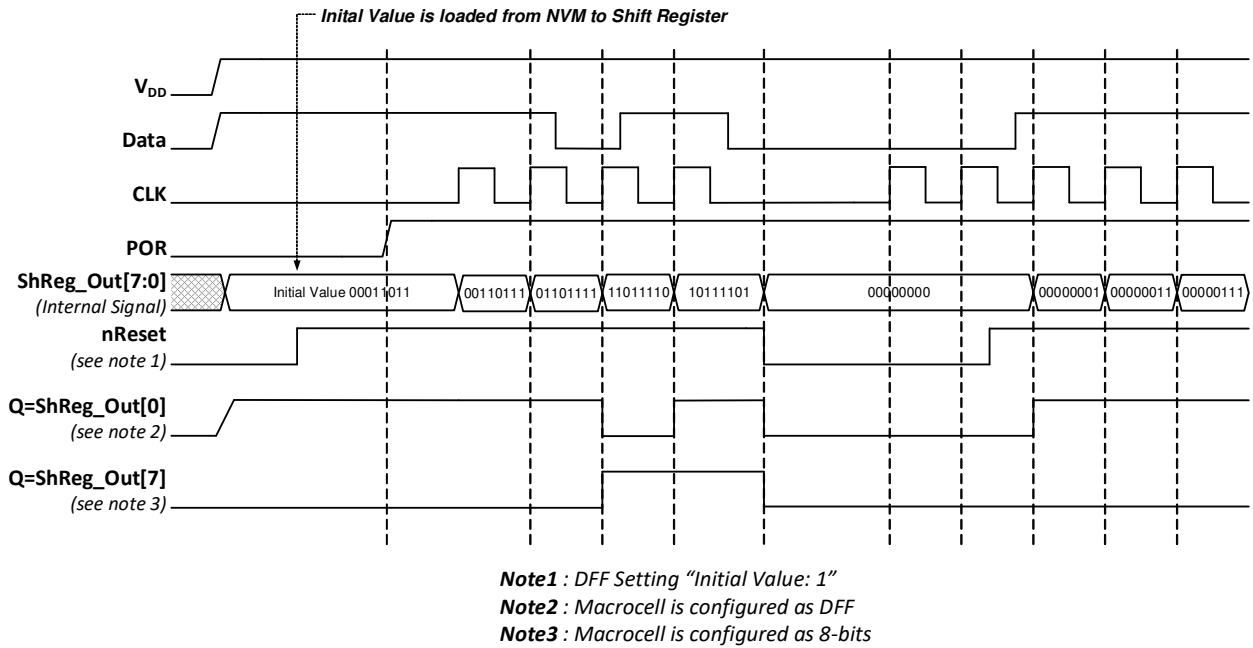 Inital Value is loaded from NVM to Shift Register
VDD
Data
CLK
POR
ShReg_Out[7:0]
(Internal Signal)
Initial Value 00011011
00110111
01101111
11011110
10111101
00000000
00000001
00000011
00000111
nReset
(see note 1)
Q=ShReg_Out[0]
(see note 2)
Q=ShReg_Out[7]
(see note 3)
Note1 : DFF Setting “Initial Value: 1”
Note2 : Macrocell is configured as DFF
Note3 : Macrocell is configured as 8-bits